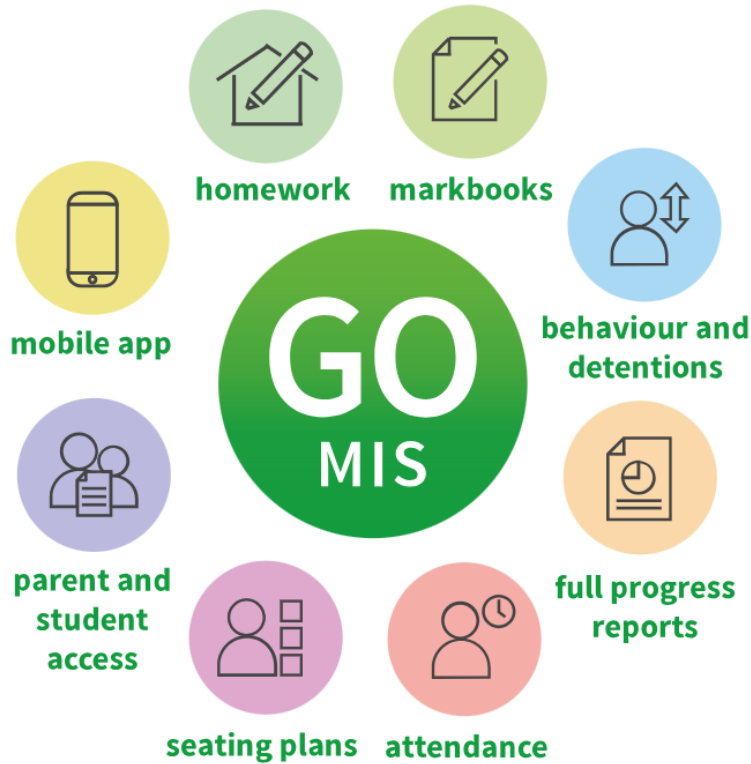 homework
markbooks
mobile app
behaviour and
detentions
GO
MIS
parent and
student
access
full progress
reports
seating plans
attendance